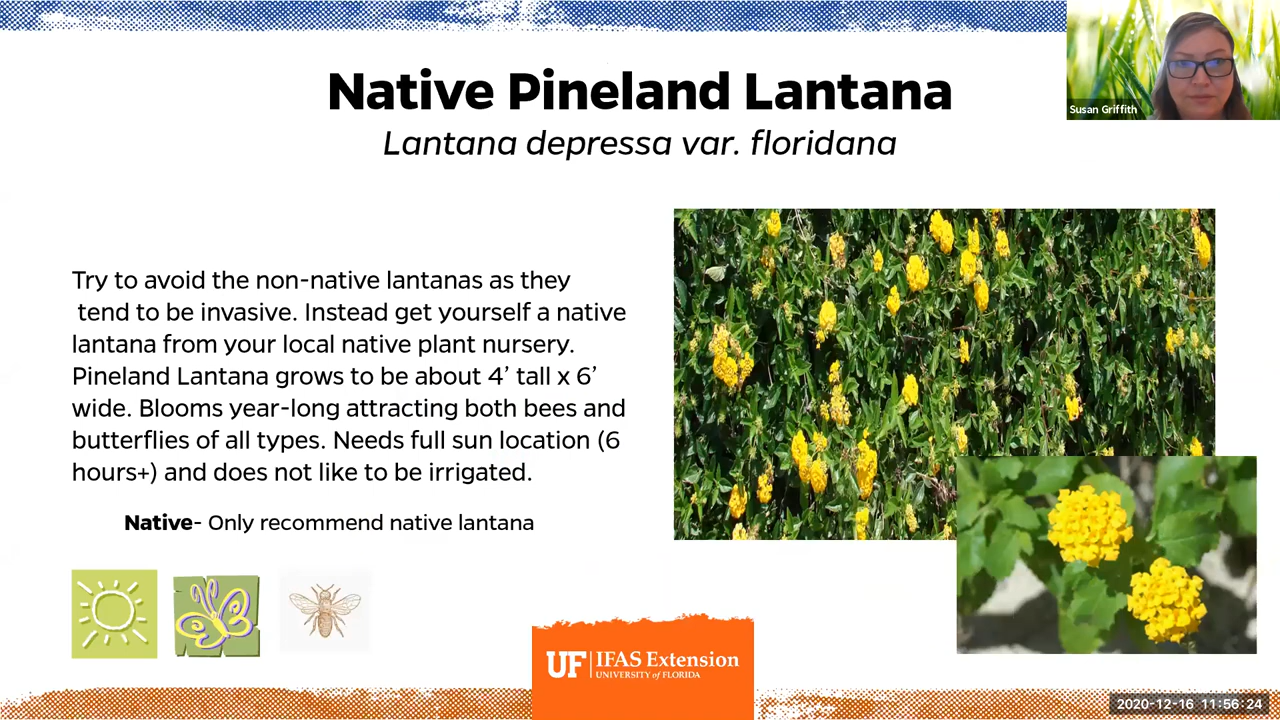 Native Pineland Lantana
Lantana depressa var. floridana
Susan Griffith
Try to avoid the non-native lantanas as they
tend to be invasive. Instead get yourself a native
lantana from your local native plant nursery.
Pineland Lantana grows to be about 4’ tall x 6’
wide. Blooms year-long attracting both bees and
butterflies of all types. Needs full sun location (6
hours+) and does not like to be irrigated.
Native- Only recommend native lantana
UF IFAS Extension
UNIVERSITY of FLORIDA
2020-12-16 11:56:24